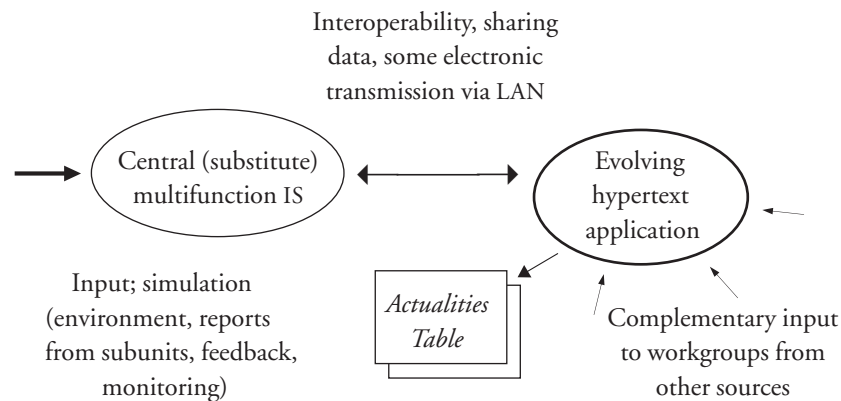 Interoperability, sharing
data, some electronic
transmission via LAN
Central (substitute)
multifunction IS
Evolving
hypertext
application
Input; simulation
(environment, reports
from subunits, feedback,
monitoring)
Actualities
Table
Complementary input
to workgroups from
other sources